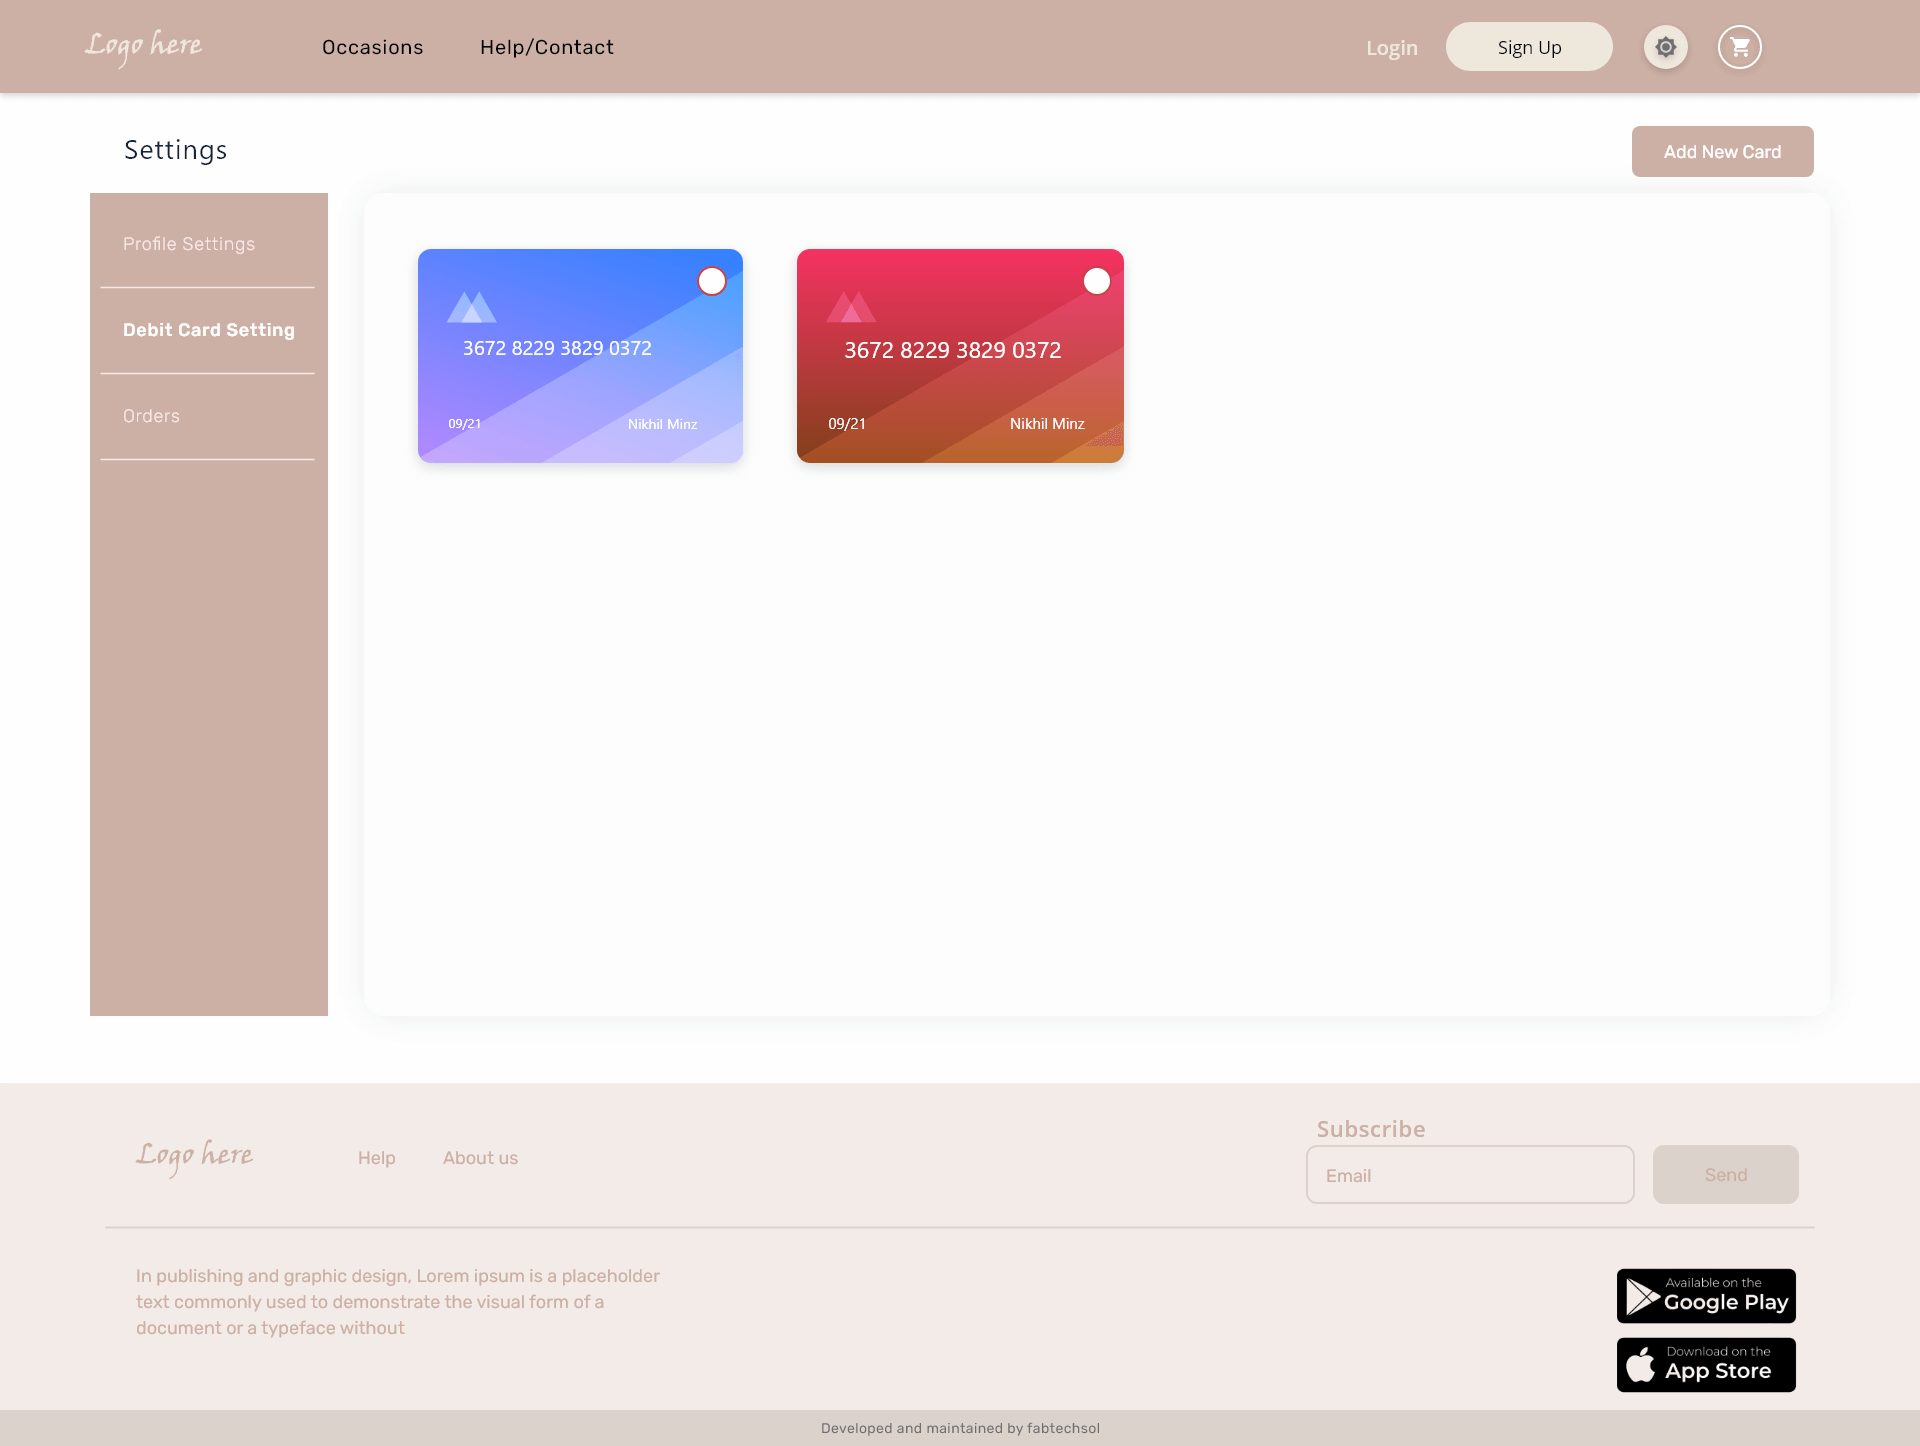 Logo here
Occasions
Help/Contact
Login
Sign Up
Settings
Add New Card
Profile Settings
Debit Card Setting
Orders
3672 8229 3829 0372
09/21
Nikhil Minz
3672 8229 3829 0372
09/21
Nikhil Minz
Logo here
Help
About us
Subscribe
Email
Send
In publishing and graphic design, Lorem ipsum is a placeholder
text commonly used to demonstrate the visual form of a
document or a typeface without
Available on the
Google Play
Download on the
App Store
Developed and maintained by fabtechsol